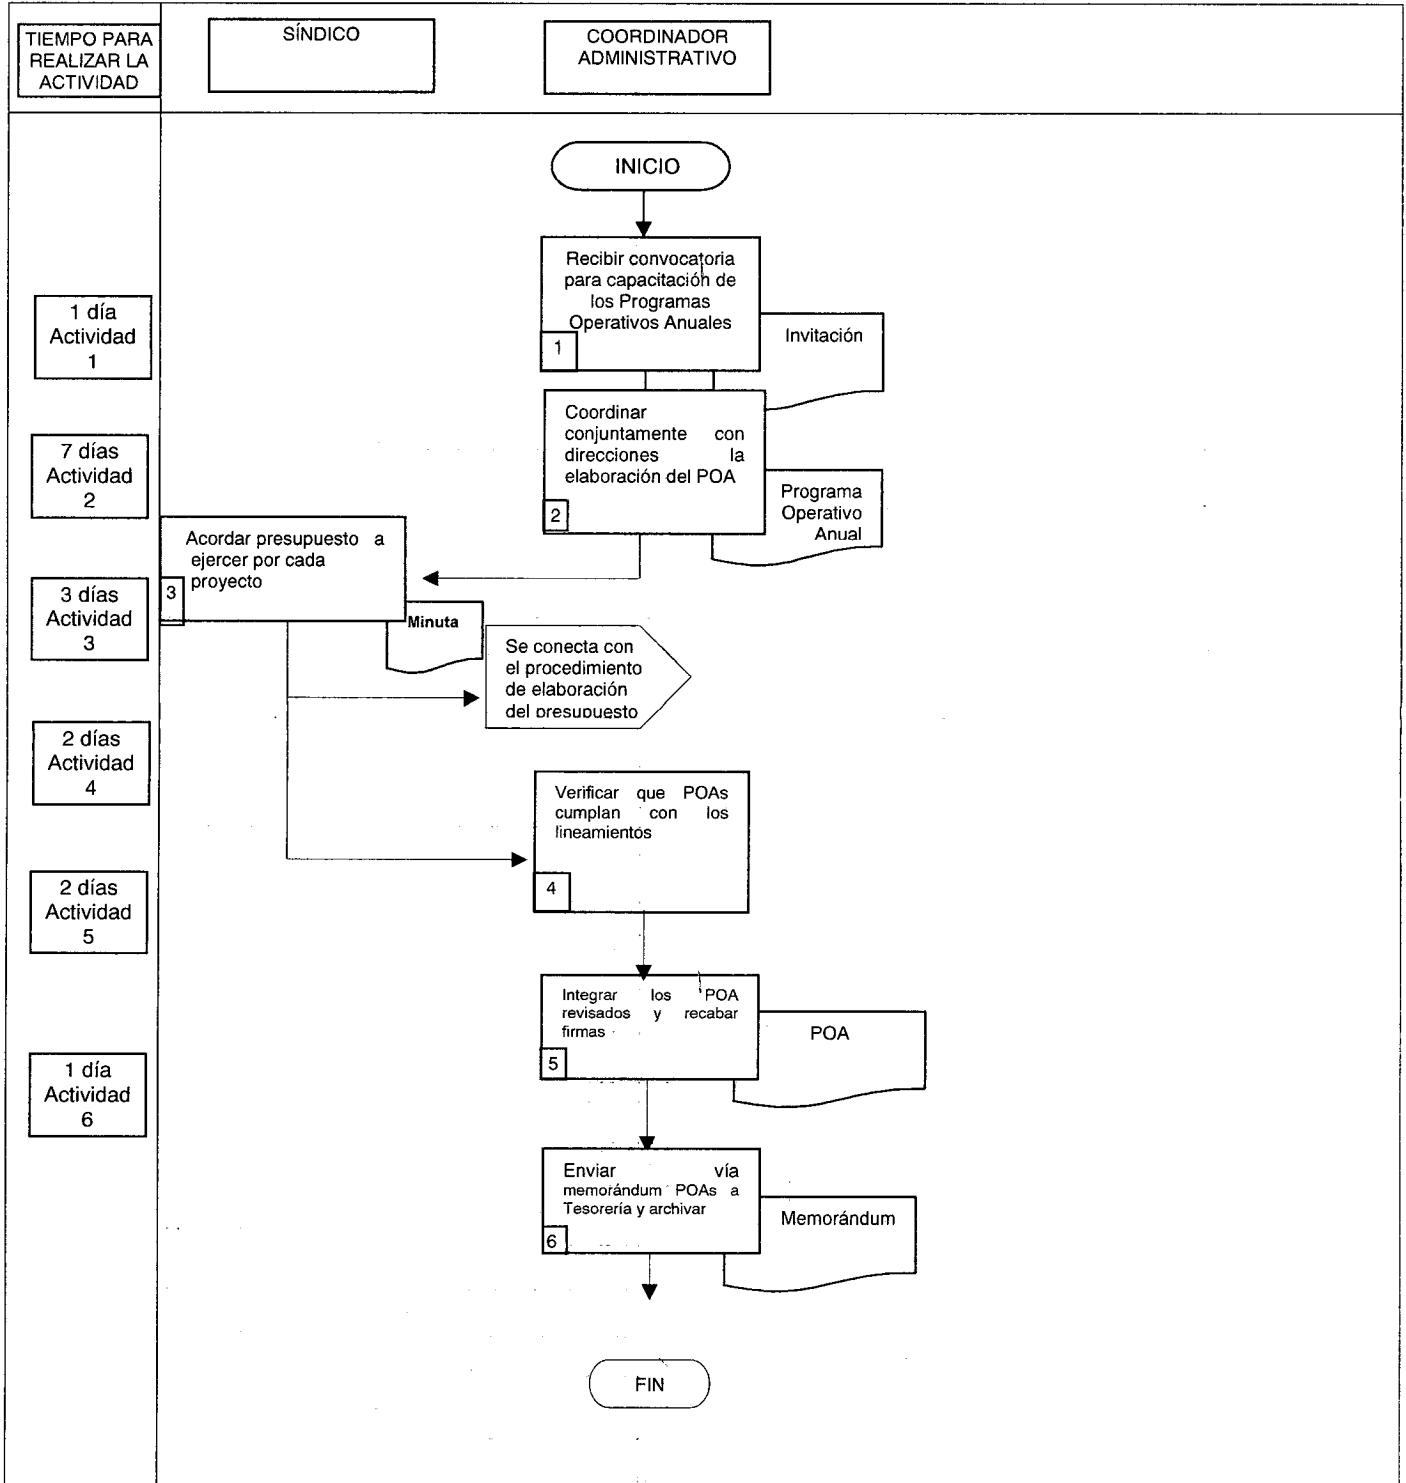 TIEMPO PARA
REALIZAR LA
ACTIVIDAD
SÍNDICO
COORDINADOR
ADMINISTRATIVO
INICIO
Recibir convocatoria
para capacitación de
los Programas
Operativos Anuales
1
Invitación
1 día
Actividad
1
Coordinar
conjuntamente con
direcciones la
elaboración del POA
2
Programa
Operativo
Anual
7 días
Actividad
2
Acordar presupuesto a
ejercer por cada
proyecto
3
Minuta
3 días
Actividad
3
Se conecta con
el procedimiento
de elaboración
del presupuesto
2 días
Actividad
4
Verificar que POAs
cumplan con los
lineamientos
4
2 días
Actividad
5
Integrar los POA
revisados y recabar
firmas
5
POA
1 día
Actividad
6
Enviar vía
memorándum POAs a
Tesorería y archivar
6
Memorándum
FIN